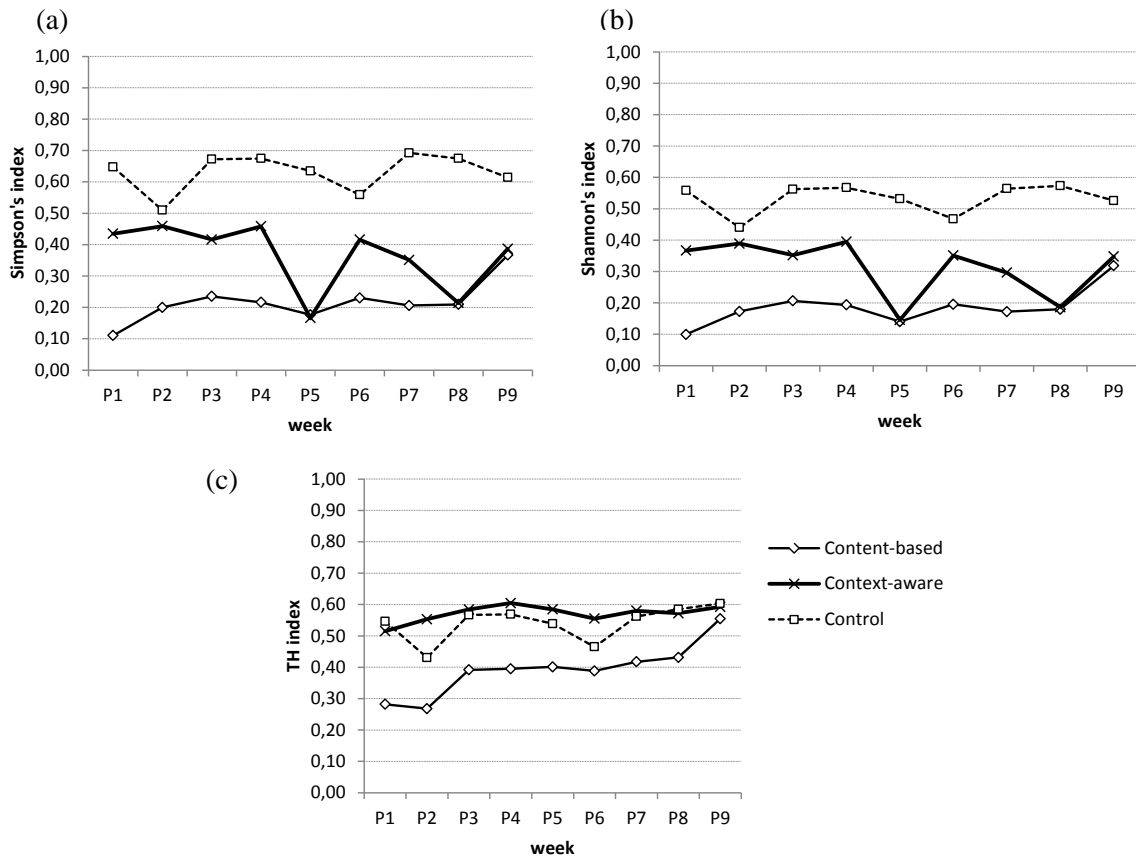 (a)
1,00
0,90
0,80
0,70
0,60
0,50
0,40
0,30
0,20
0,10
0,00
Simpson's index
P1 P2 P3 P4 P5 P6 P7 P8 P9
week
(b)
1,00
0,90
0,80
0,70
0,60
0,50
0,40
0,30
0,20
0,10
0,00
Shannon's index
P1 P2 P3 P4 P5 P6 P7 P8 P9
week
(c)
1,00
0,90
0,80
0,70
0,60
0,50
0,40
0,30
0,20
0,10
0,00
TH index
P1 P2 P3 P4 P5 P6 P7 P8 P9
week
Content-based
Context-aware
Control